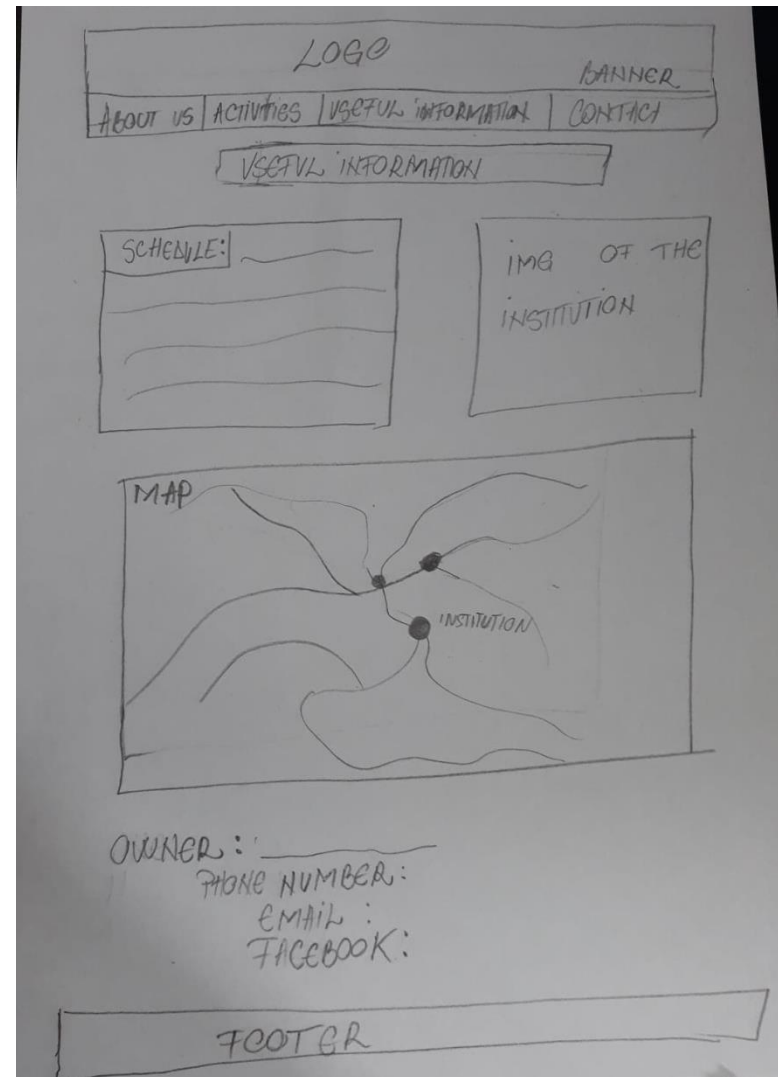 LOGO
BANNER
ABOUT US | ACTIVITIES | USEFUL INFORMATION | CONTACT
USEFUL INFORMATION
SCHEDULE:
IMG OF THE
INSTITUTION
MAP
INSTITUTION
OWNER:
PHONE NUMBER:
EMAIL:
FACEBOOK:
FOOTER